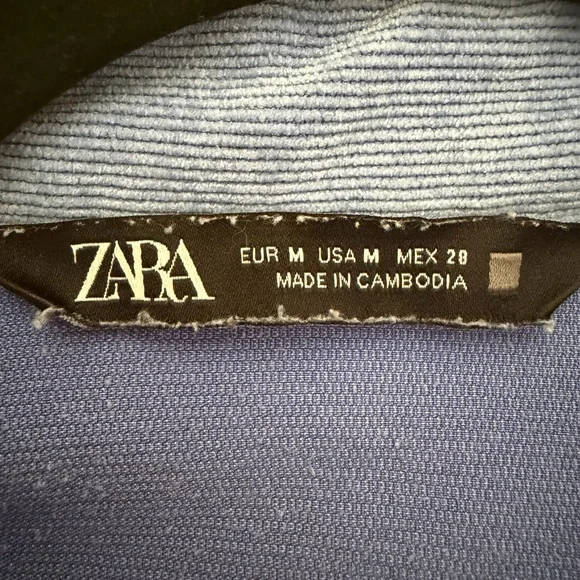 ZARA
EUR M USA M MEX 28
MADE IN CAMBODIA